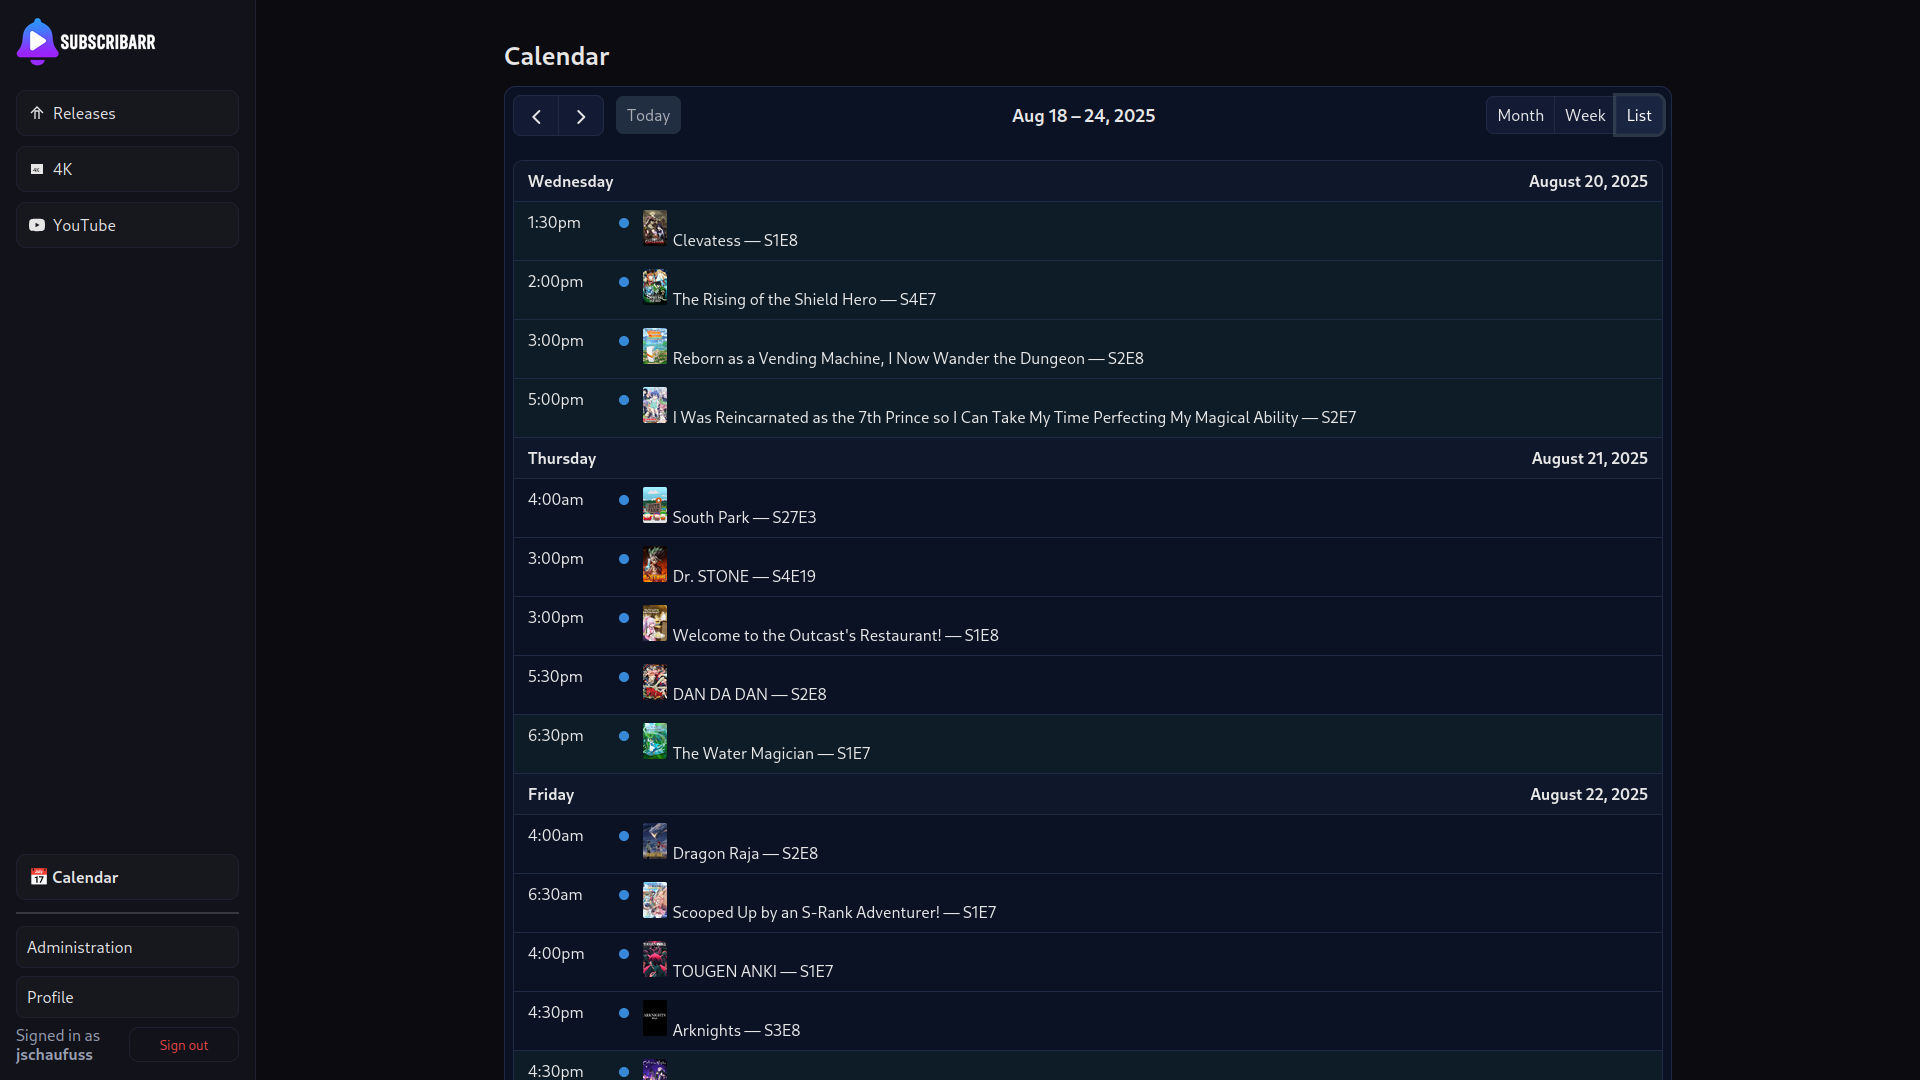 SUBSCRIBARR
Releases
4K
YouTube
Calendar
Administration
Profile
Signed in as
jschaufuss
Sign out
Calendar
Today
Aug 18 – 24, 2025
Month Week List
Wednesday August 20, 2025
1:30pm Clevatess — S1E8
2:00pm The Rising of the Shield Hero — S4E7
3:00pm Reborn as a Vending Machine, I Now Wander the Dungeon — S2E8
5:00pm I Was Reincarnated as the 7th Prince so I Can Take My Time Perfecting My Magical Ability — S2E7
Thursday August 21, 2025
4:00am South Park — S27E3
3:00pm Dr. STONE — S4E19
3:00pm Welcome to the Outcast's Restaurant! — S1E8
5:30pm DAN DA DAN — S2E8
6:30pm The Water Magician — S1E7
Friday August 22, 2025
4:00am Dragon Raja — S2E8
6:30am Scooped Up by an S-Rank Adventurer! — S1E7
4:00pm TOUGEN ANKI — S1E7
4:30pm Arknights — S3E8
4:30pm